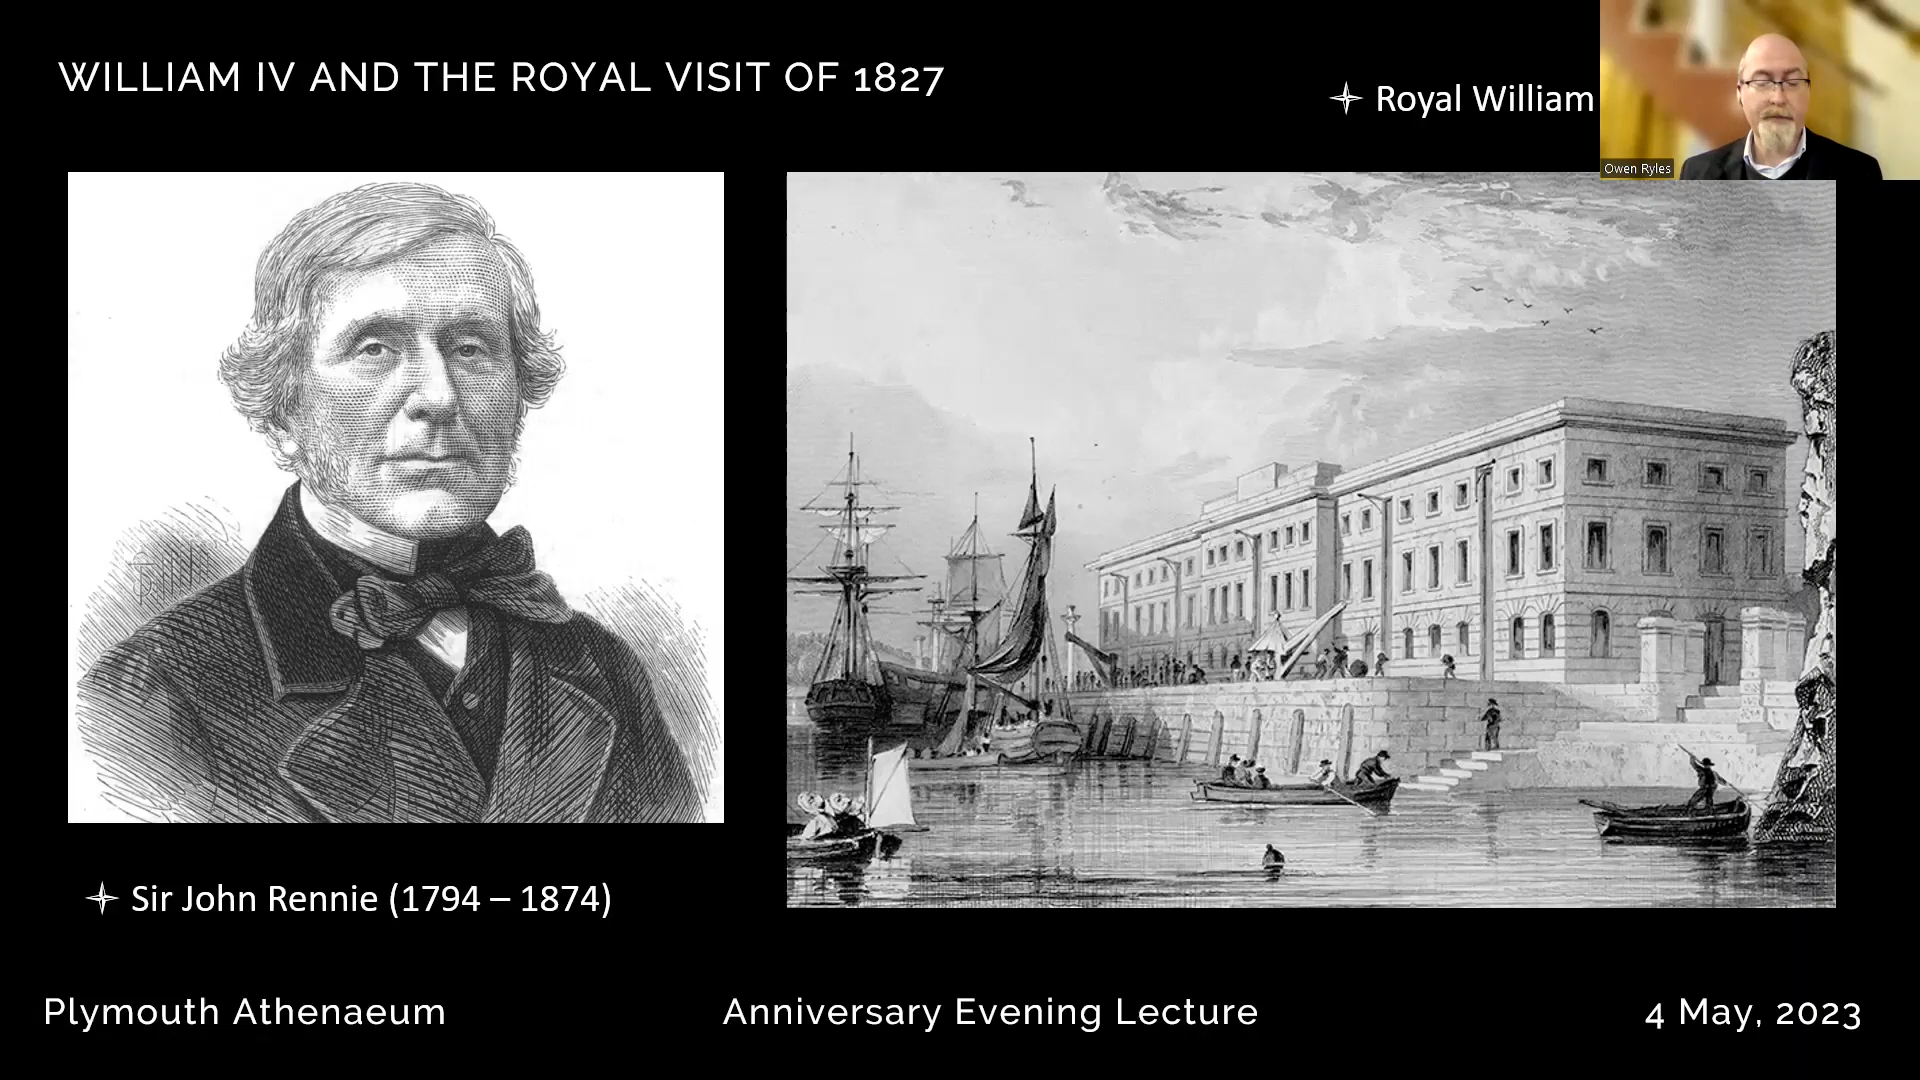 WILLIAM IV AND THE ROYAL VISIT OF 1827
Royal William
Owen Ryles
Sir John Rennie (1794 – 1874)
Plymouth Athenaeum
Anniversary Evening Lecture
4 May, 2023